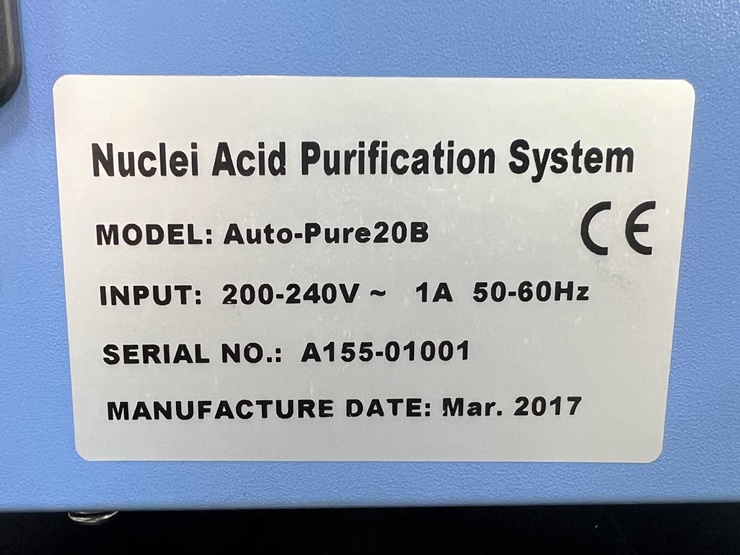 Nuclei Acid Purification System
MODEL: Auto-Pure20B
CE
INPUT: 200-240V ~ 1A 50-60Hz
SERIAL NO.: A155-01001
MANUFACTURE DATE: Mar. 2017